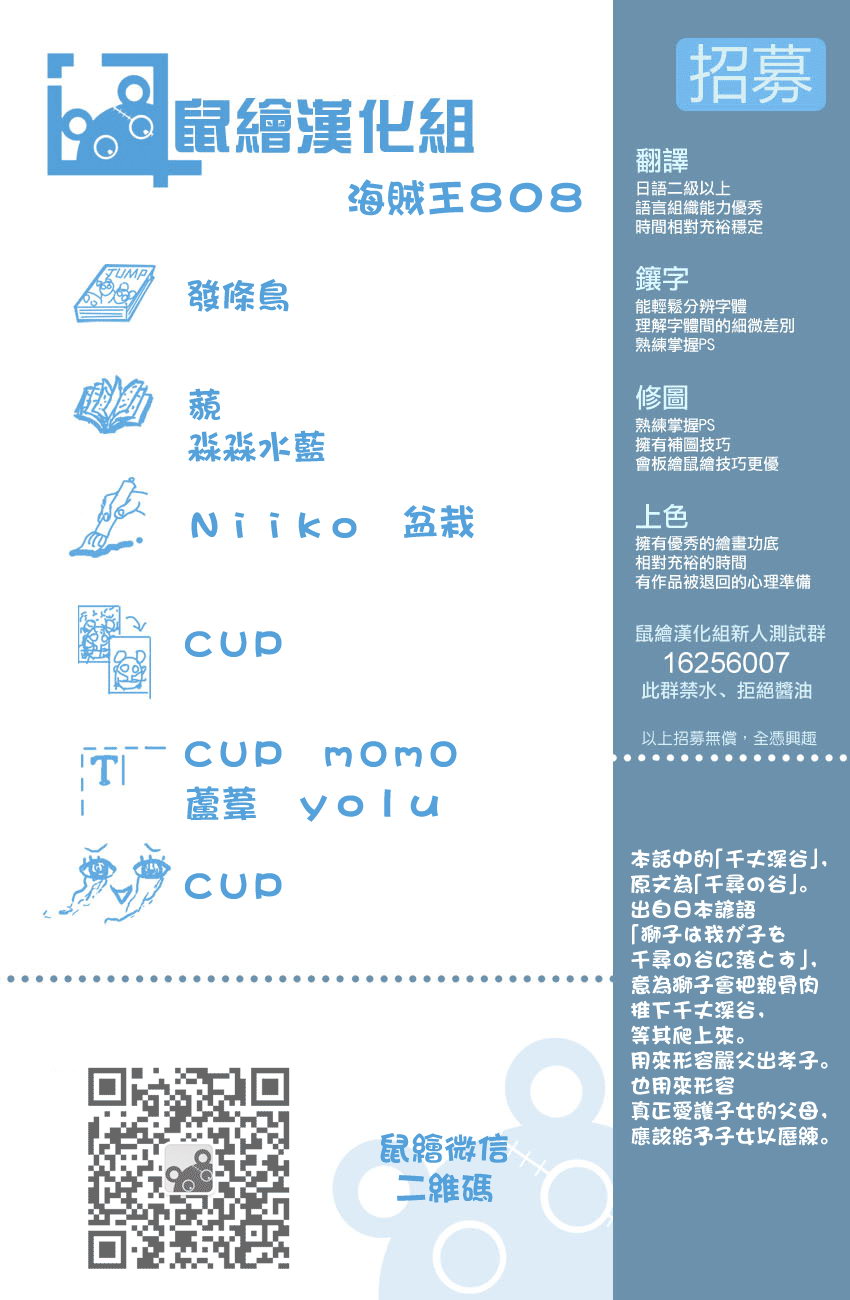 鼠繪漢化組
海賊王808
JUMP
發條鳥
藐
淼淼水藍
Niiko 盆栽
cup
T
cup momo
蘆葦 yolu
cup
鼠繪微信
二維碼
招募
翻譯
日語二級以上
語言組織能力優秀
時間相對充裕穩定
鑲字
能輕鬆分辨字體
理解字體間的細微差別
熟練掌握PS
修圖
熟練掌握PS
擁有補圖技巧
會板繪鼠繪技巧更優
上色
擁有優秀的繪畫功底
相對充裕的時間
有作品被退回的心理準備
鼠繪漢化組新人測試群
16256007
此群禁水、拒絕醬油
以上招募無償，全憑興趣
本話中的「千丈深谷」，
原文為「千尋の谷」。
出自日本諺語
「獅子は我が子を
千尋の谷に落とす」，
意為獅子會把親骨肉
推下千丈深谷，
等其爬上來。
用來形容嚴父出孝子。
也用來形容
真正愛護子女的父母，
應該給予子女以歷練。